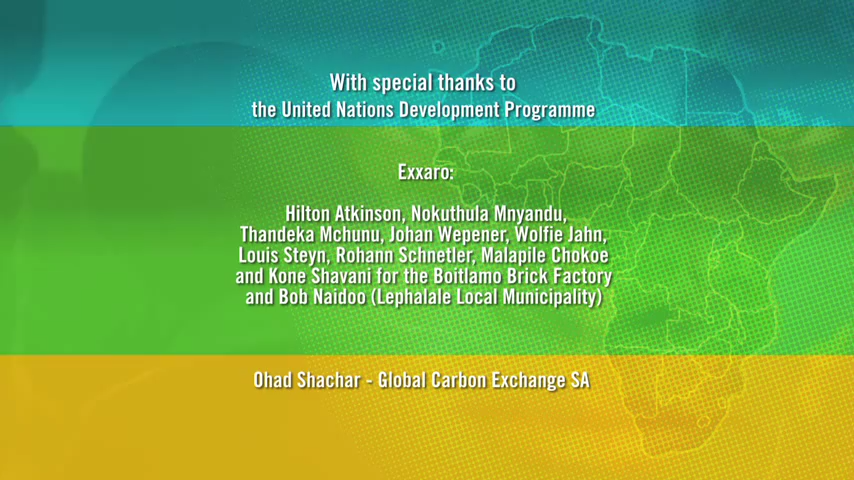 With special thanks to
the United Nations Development Programme
Exxaro:
Hilton Atkinson, Nokuthula Mnyandu,
Thandeka Mchunu, Johan Wepener, Wolfie Jahn,
Louis Steyn, Rohann Schnetler, Malapile Chokoe
and Kone Shavani for the Boitlamo Brick Factory
and Bob Naidoo (Lephalale Local Municipality)
Ohad Shachar - Global Carbon Exchange SA